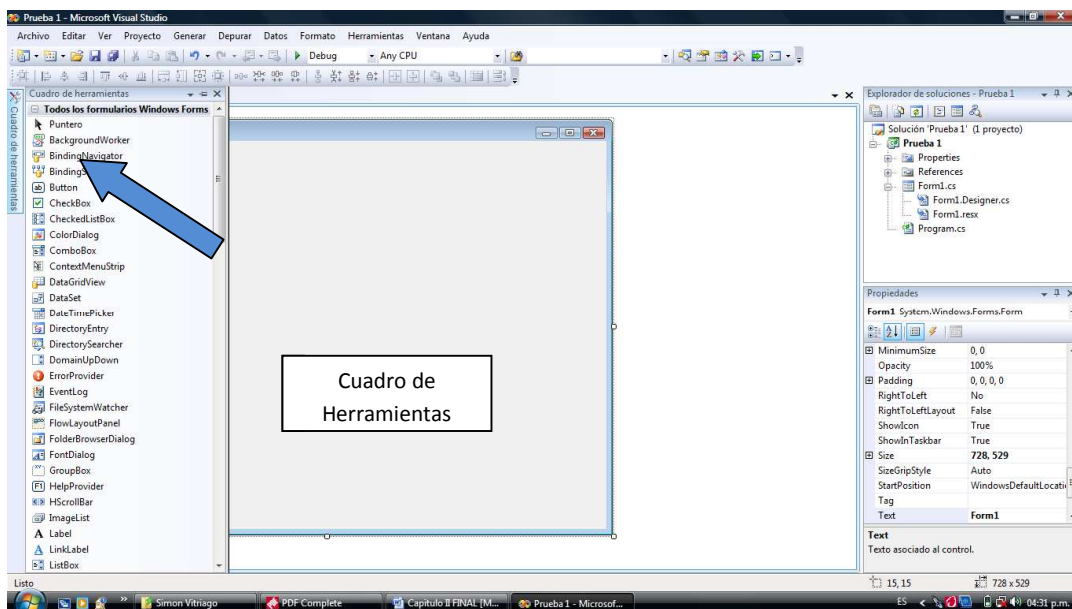 Prueba 1 - Microsoft Visual Studio
Archivo Editar Ver Proyecto Generar Depurar Datos Formato Herramientas Ventana Ayuda
Debug Any CPU
Cuadro de herramientas
Cuadro de herramientas
Todos los formularios Windows Forms
Puntero
BackgroundWorker
BindingNavigator
Button
CheckBox
CheckedListBox
ColorDialog
ComboBox
ContextMenuStrip
DataGridView
DataSet
DateTimePicker
DirectoryEntry
DirectorySearcher
DomainUpDown
ErrorProvider
EventLog
FileSystemWatcher
FlowLayoutPanel
FolderBrowserDialog
FontDialog
GroupBox
HelpProvider
HScrollBar
ImageList
Label
LinkLabel
ListBox
Cuadro de
Herramientas
Explorador de soluciones - Prueba 1
Solución 'Prueba 1' (1 proyecto)
Prueba 1
Properties
References
Form1.cs
Form1.Designer.cs
Form1.resx
Program.cs
Propiedades
Form1 System.Windows.Forms.Form
MinimumSize 0, 0
Opacity 100%
Padding 0, 0, 0, 0
RightToLeft No
RightToLeftLayout False
ShowIcon True
ShowInTaskbar True
Size 728, 529
SizeGripStyle Auto
StartPosition WindowsDefaultLocati
Tag
Text Form1
Text
Texto asociado al control.
Listo 15, 15 728 x 529
Simon Vitriago PDF Complete Capitulo II FINAL [M... Prueba 1 - Microsof... ES 04:31 p.m.